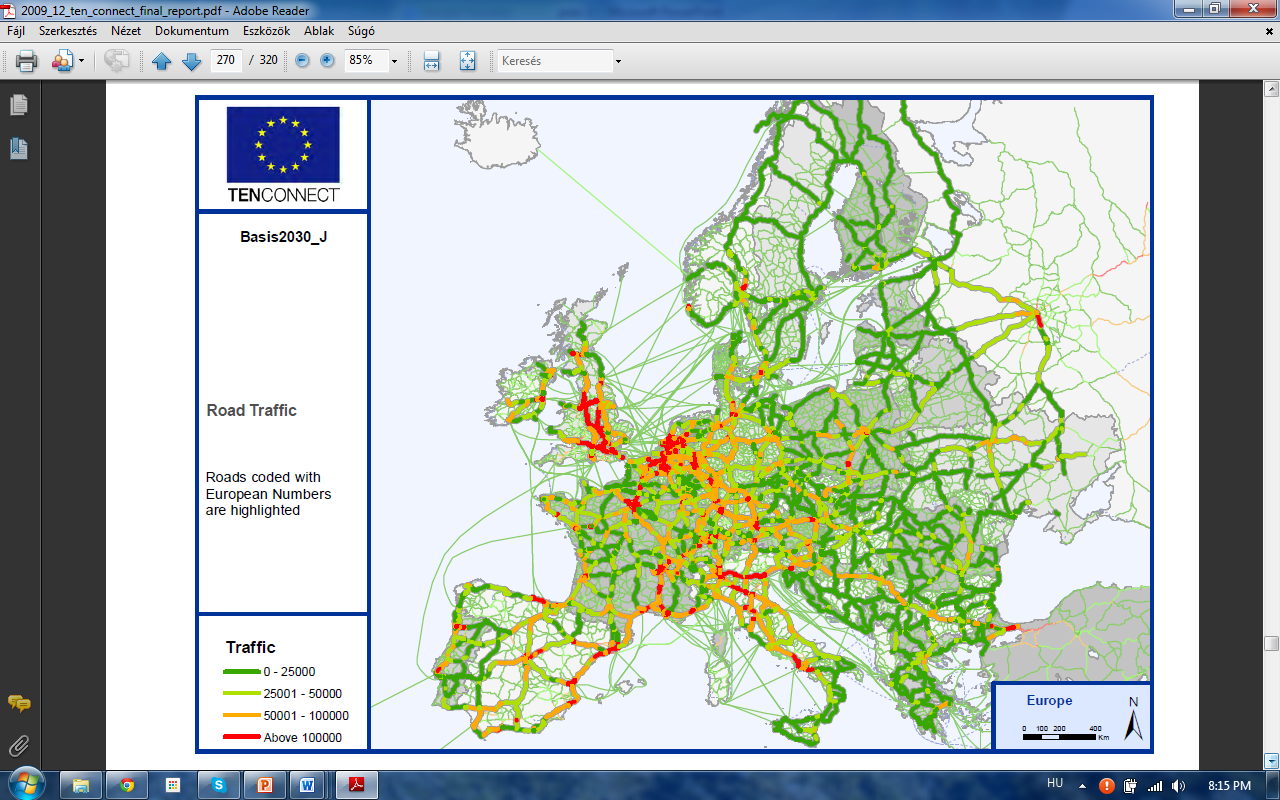 2009_12_ten_connect_final_report.pdf - Adobe Reader
Fájl Szerkesztés Nézet Dokumentum Eszközök Ablak Súgó
270 / 320 85% Keresés
TENCONNECT
Basis2030_J
Road Traffic
Roads coded with
European Numbers
are highlighted
Traffic
0 - 25000
25001 - 50000
50001 - 100000
Above 100000
Europe
N
0 100 200 400
Km
HU 8:15 PM